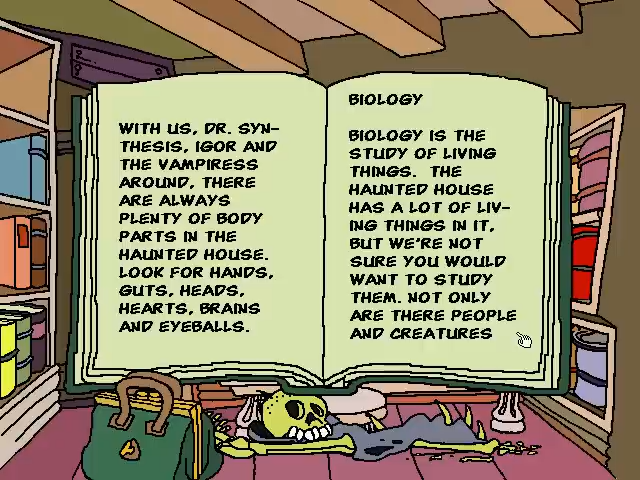 WITH US, DR. SYN-
THESIS, IGOR AND
THE VAMPIRESS
AROUND, THERE
ARE ALWAYS
PLENTY OF BODY
PARTS IN THE
HAUNTED HOUSE.
LOOK FOR HANDS,
GUTS, HEADS,
HEARTS, BRAINS
AND EYEBALLS.
BIOLOGY
BIOLOGY IS THE
STUDY OF LIVING
THINGS. THE
HAUNTED HOUSE
HAS A LOT OF LIV-
ING THINGS IN IT,
BUT WE'RE NOT
SURE YOU WOULD
WANT TO STUDY
THEM. NOT ONLY
ARE THERE PEOPLE
AND CREATURES